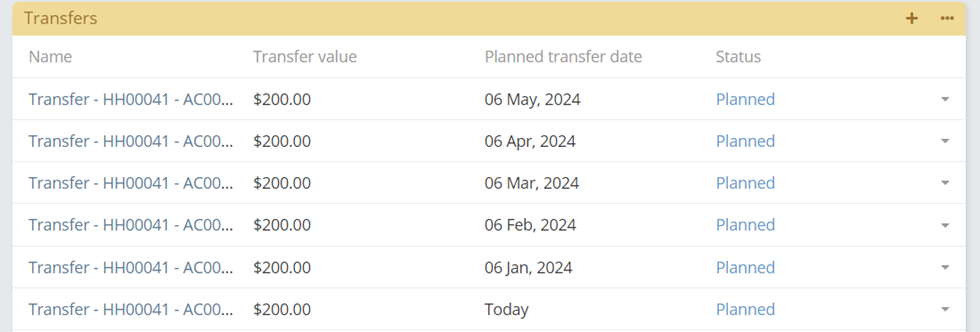 Transfers
Name Transfer value Planned transfer date Status
Transfer - HH00041 - AC00... $200.00 06 May, 2024 Planned
Transfer - HH00041 - AC00... $200.00 06 Apr, 2024 Planned
Transfer - HH00041 - AC00... $200.00 06 Mar, 2024 Planned
Transfer - HH00041 - AC00... $200.00 06 Feb, 2024 Planned
Transfer - HH00041 - AC00... $200.00 06 Jan, 2024 Planned
Transfer - HH00041 - AC00... $200.00 Today Planned